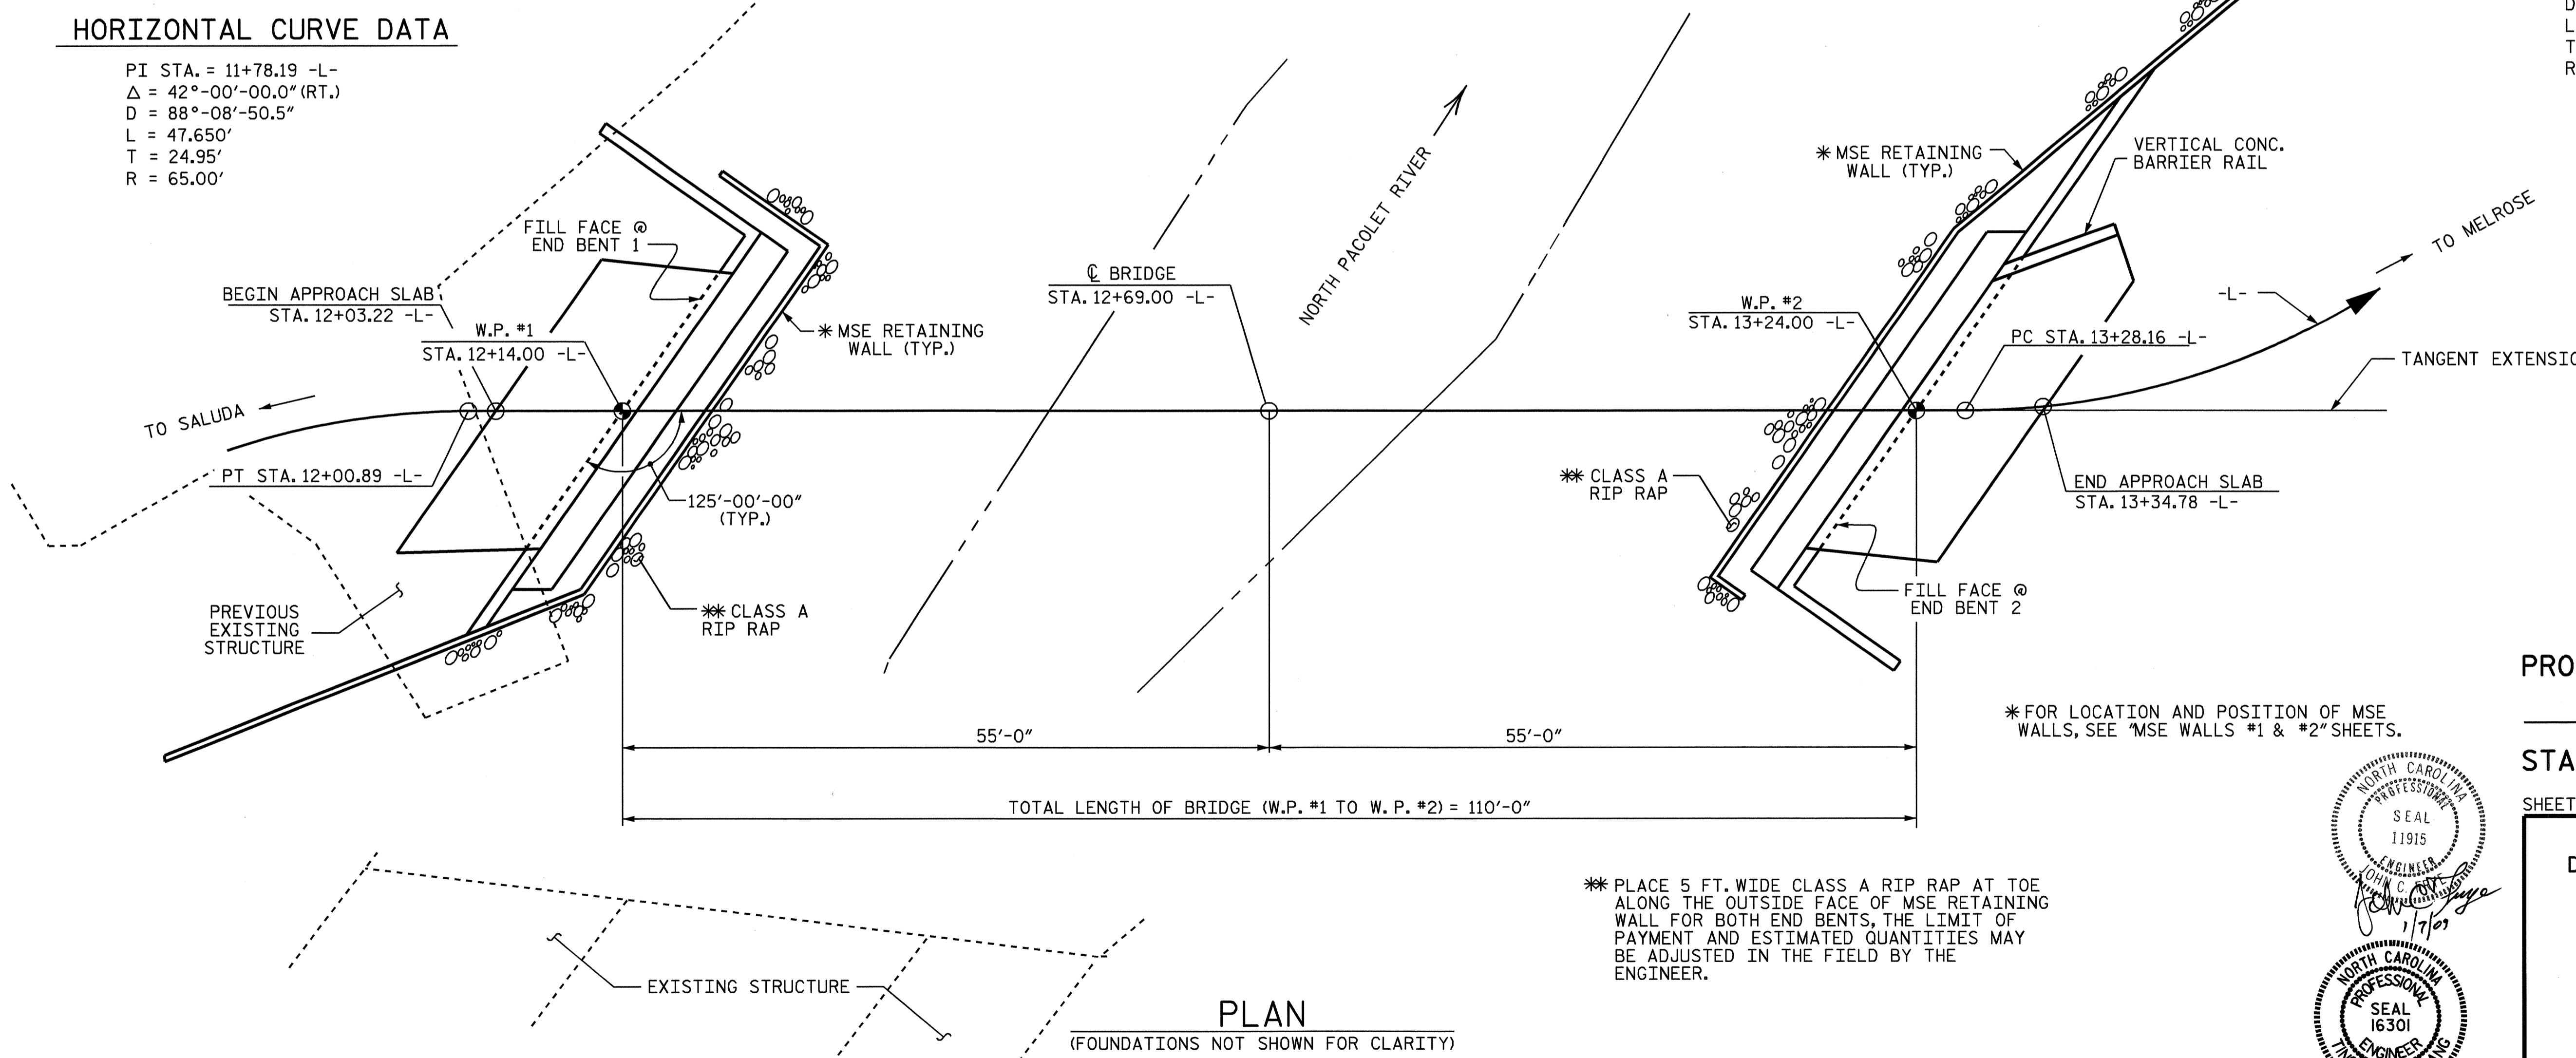 HORIZONTAL CURVE DATA
PI STA. = 11+78.19 -L-
Δ = 42°-00'-00.0" (RT.)
D = 88°-08'-50.5"
L = 47.650'
T = 24.95'
R = 65.00'
D
L
T
R
FILL FACE @
END BENT 1
BEGIN APPROACH SLAB
STA. 12+03.22 -L-
W.P. #1
STA. 12+14.00 -L-
TO SALUDA
PT STA. 12+00.89 -L-
* MSE RETAINING
WALL (TYP.)
125'-00'-00"
(TYP.)
PREVIOUS
EXISTING
STRUCTURE
** CLASS A
RIP RAP
℄ BRIDGE
STA. 12+69.00 -L-
NORTH PACOLET RIVER
* MSE RETAINING
WALL (TYP.)
VERTICAL CONC.
BARRIER RAIL
TO MELROSE
-L-
W.P. #2
STA. 13+24.00 -L-
PC STA. 13+28.16 -L-
TANGENT EXTENSIO
** CLASS A
RIP RAP
END APPROACH SLAB
STA. 13+34.78 -L-
FILL FACE @
END BENT 2
55'-0"
55'-0"
TOTAL LENGTH OF BRIDGE (W.P. #1 TO W.P. #2) = 110'-0"
* FOR LOCATION AND POSITION OF MSE
WALLS, SEE "MSE WALLS #1 & #2" SHEETS.
PRO
STA
SHEET
D
NORTH CAROLINA
PROFESSIONAL
SEAL
11915
ENGINEER
JOHN C.
1/7/09
** PLACE 5 FT. WIDE CLASS A RIP RAP AT TOE
ALONG THE OUTSIDE FACE OF MSE RETAINING
WALL FOR BOTH END BENTS, THE LIMIT OF
PAYMENT AND ESTIMATED QUANTITIES MAY
BE ADJUSTED IN THE FIELD BY THE
ENGINEER.
EXISTING STRUCTURE
PLAN
(FOUNDATIONS NOT SHOWN FOR CLARITY)
NORTH CAROLINA
PROFESSIONAL
SEAL
16301
ENGINEER